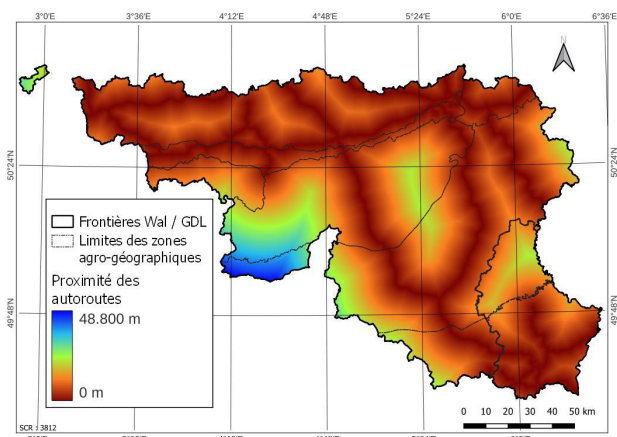 3°0'E 3°36'E 4°12'E 4°48'E 5°24'E 6°0'E 6°36'E
N
50°24'N 50°24'N
Frontières Wal / GDL
Limites des zones
agro-géographiques
Proximité des
autoroutes
48.800 m
0 m
49°48'N 49°48'N
0 10 20 30 40 50 km
SCR : 3812